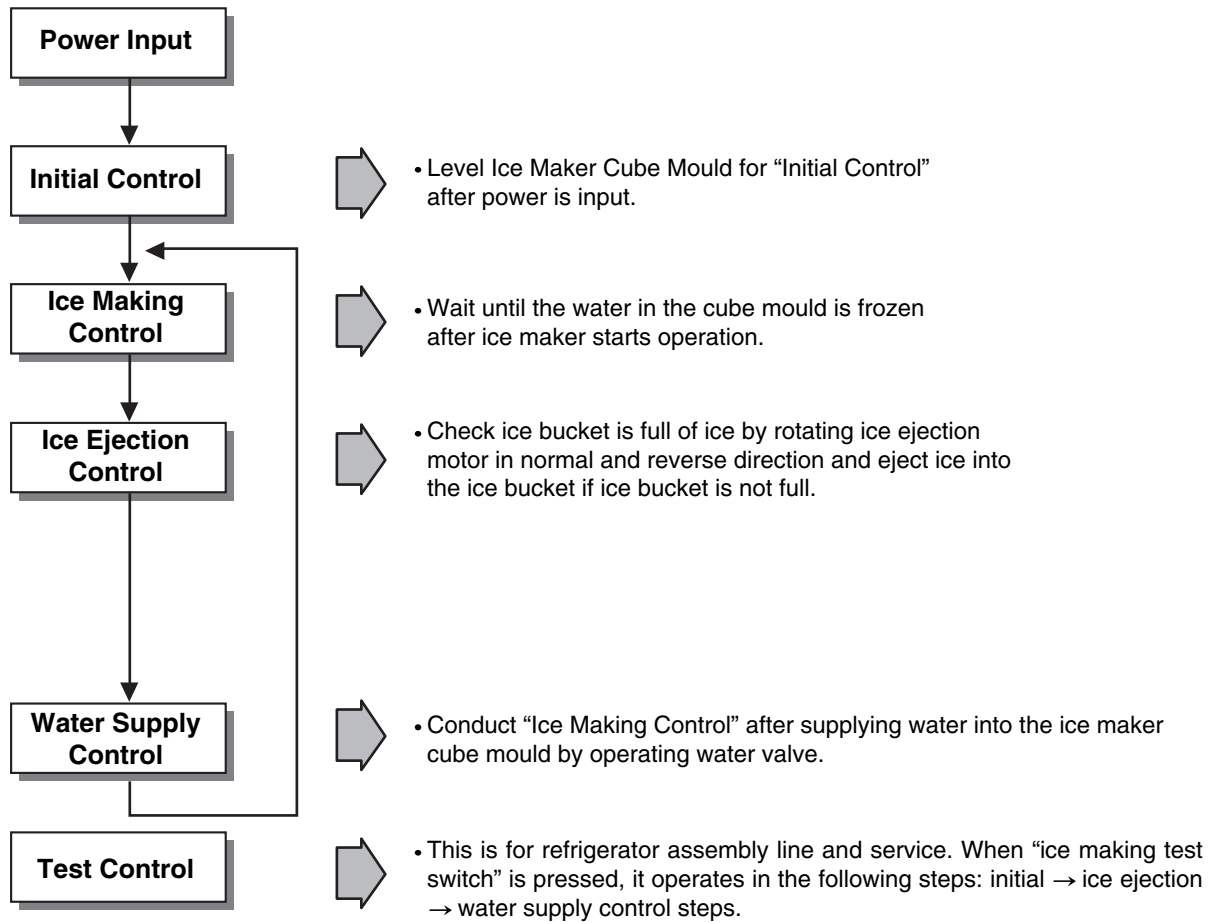 Power Input
Initial Control
• Level Ice Maker Cube Mould for “Initial Control”
after power is input.
Ice Making
Control
• Wait until the water in the cube mould is frozen
after ice maker starts operation.
Ice Ejection
Control
• Check ice bucket is full of ice by rotating ice ejection
motor in normal and reverse direction and eject ice into
the ice bucket if ice bucket is not full.
Water Supply
Control
• Conduct “Ice Making Control” after supplying water into the ice maker
cube mould by operating water valve.
Test Control
• This is for refrigerator assembly line and service. When “ice making test
switch” is pressed, it operates in the following steps: initial → ice ejection
→ water supply control steps.